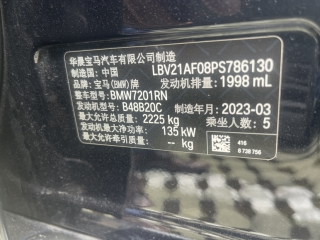 华晨宝马汽车有限公司制造
制造国: 中国 LBV21AF08PS786130
品牌: 宝马(BMW)牌 发动机排量: 1998 mL
整车型号: BMW7201RN
发动机型号: B48B20C 制造年月: 2023-03
最大允许总质量: 2225 kg 乘坐人数: 5
发动机最大净功率: 135 kW
最大允许牵引质量: -- kg
416
8 738 756